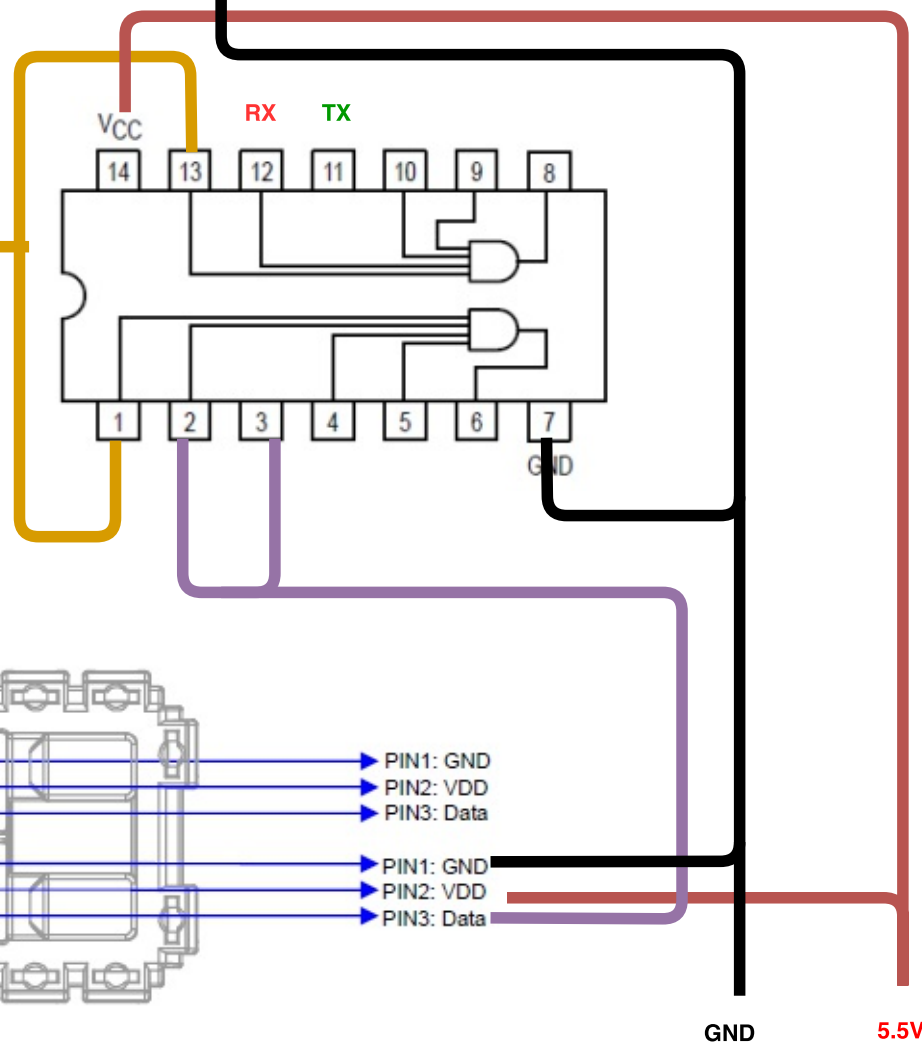 RX TX
VCC
14 13 12 11 10 9 8
1 2 3 4 5 6 7
GND
PIN1: GND
PIN2: VDD
PIN3: Data
PIN1: GND
PIN2: VDD
PIN3: Data
GND 5.5V